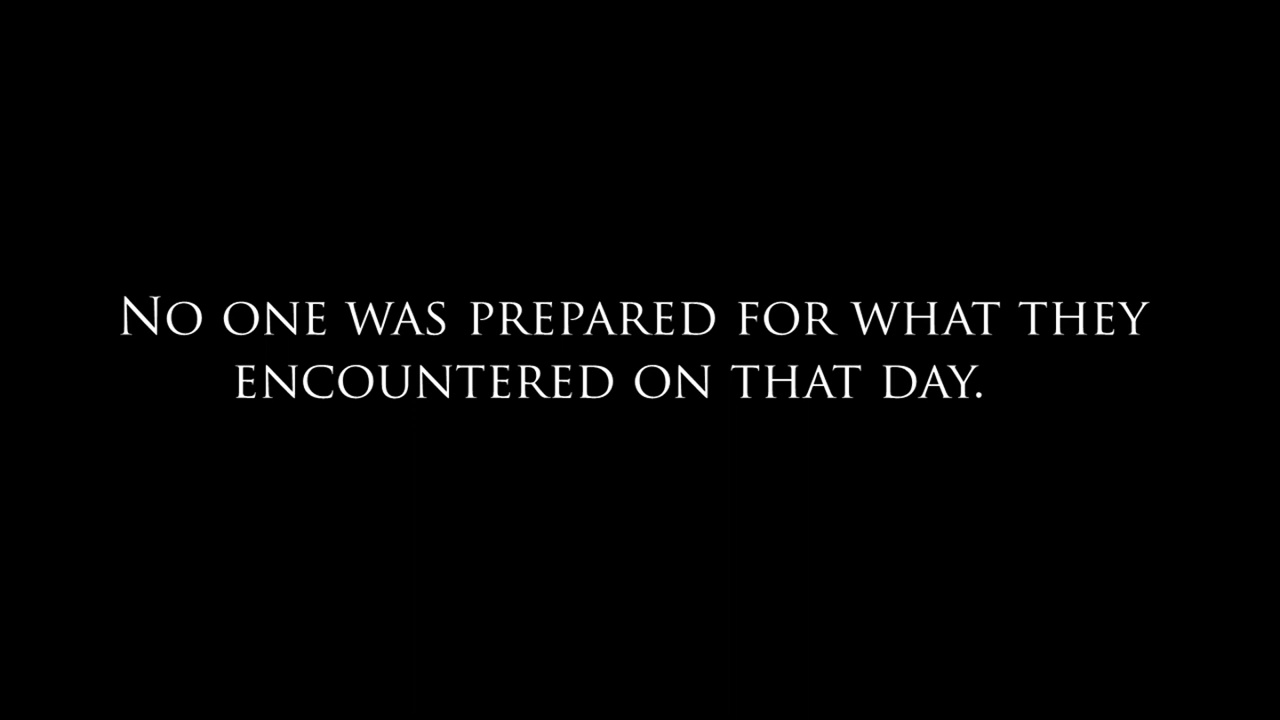 No one was prepared for what they
encountered on that day.